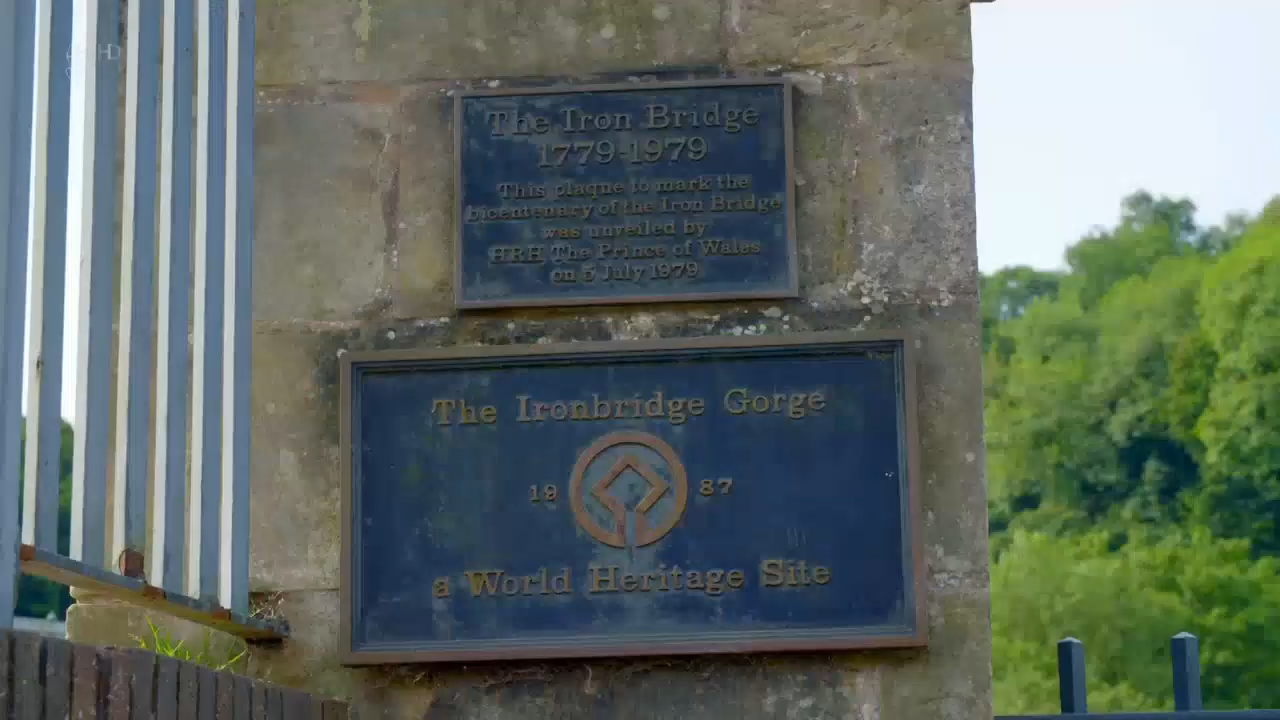 HD
The Iron Bridge
1779-1979
This plaque to mark the
bicentenary of the Iron Bridge
was unveiled by
HRH The Prince of Wales
on 5 July 1979
The Ironbridge Gorge
19 87
a World Heritage Site